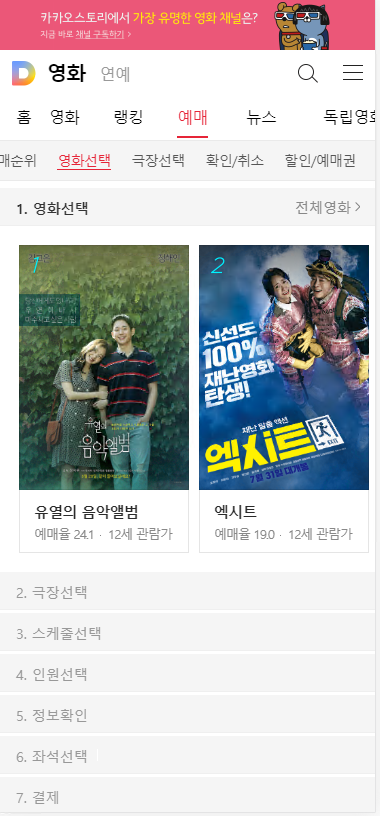 카카오스토리에서 가장 유명한 영화 채널은?
지금 바로 채널 구독하기 >
영화 연예
홈 영화 랭킹 예매 뉴스 독립영화
매순위 영화선택 극장선택 확인/취소 할인/예매권
1. 영화선택 전체영화 >
1
유열의
음악앨범
2
신선도
100%
재난영화
탄생!
재난 탈출 액션
엑시트
EXIT
7월 31일 대개봉
유열의 음악앨범
예매율 24.1 · 12세 관람가
엑시트
예매율 19.0 · 12세 관람가
2. 극장선택
3. 스케줄선택
4. 인원선택
5. 정보확인
6. 좌석선택
7. 결제